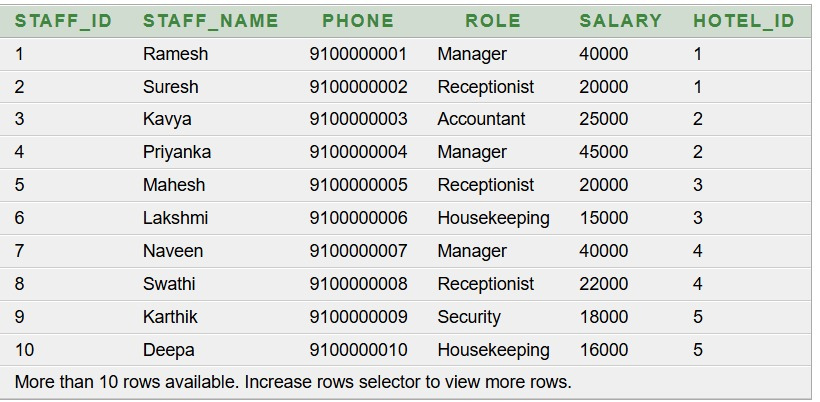 STAFF_ID STAFF_NAME PHONE ROLE SALARY HOTEL_ID
1 Ramesh 9100000001 Manager 40000 1
2 Suresh 9100000002 Receptionist 20000 1
3 Kavya 9100000003 Accountant 25000 2
4 Priyanka 9100000004 Manager 45000 2
5 Mahesh 9100000005 Receptionist 20000 3
6 Lakshmi 9100000006 Housekeeping 15000 3
7 Naveen 9100000007 Manager 40000 4
8 Swathi 9100000008 Receptionist 22000 4
9 Karthik 9100000009 Security 18000 5
10 Deepa 9100000010 Housekeeping 16000 5
More than 10 rows available. Increase rows selector to view more rows.